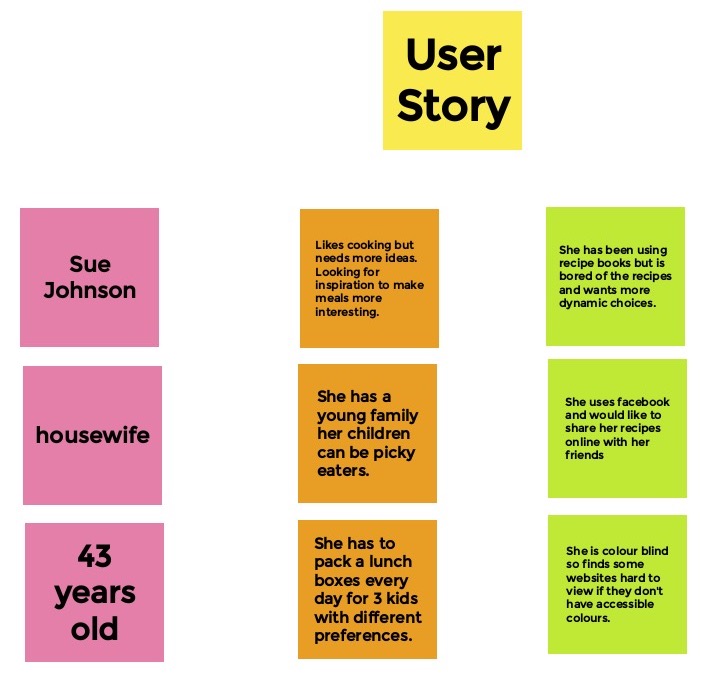 User
Story
Sue
Johnson
housewife
43
years
old
Likes cooking but
needs more ideas.
Looking for
inspiration to make
meals more
interesting.
She has a
young family
her children
can be picky
eaters.
She has to
pack a lunch
boxes every
day for 3 kids
with different
preferences.
She has been using
recipe books but is
bored of the recipes
and wants more
dynamic choices.
She uses facebook
and would like to
share her recipes
online with her
friends
She is colour blind
so finds some
websites hard to
view if they don't
have accessible
colours.